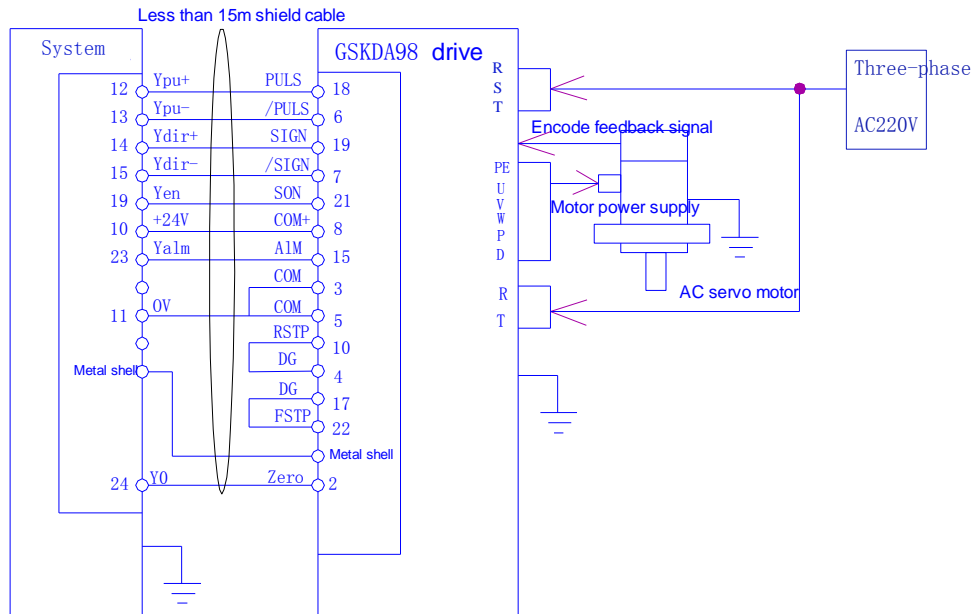 Less than 15m shield cable
System
GSKDA98 drive
Three-phase
AC220V
R
S
T
12 Ypu+ PULS 18
13 Ypu- /PULS 6
14 Ydir+ SIGN 19
15 Ydir- /SIGN 7
19 Yen SON 21
10 +24V COM+ 8
23 Yalm AlM 15
COM 3
11 0V COM 5
RSTP 10
DG 4
DG 17
FSTP 22
Metal shell
Metal shell
24 Y0 Zero 2
Encode feedback signal
PE
U
V
W
P
D
Motor power supply
AC servo motor
R
T